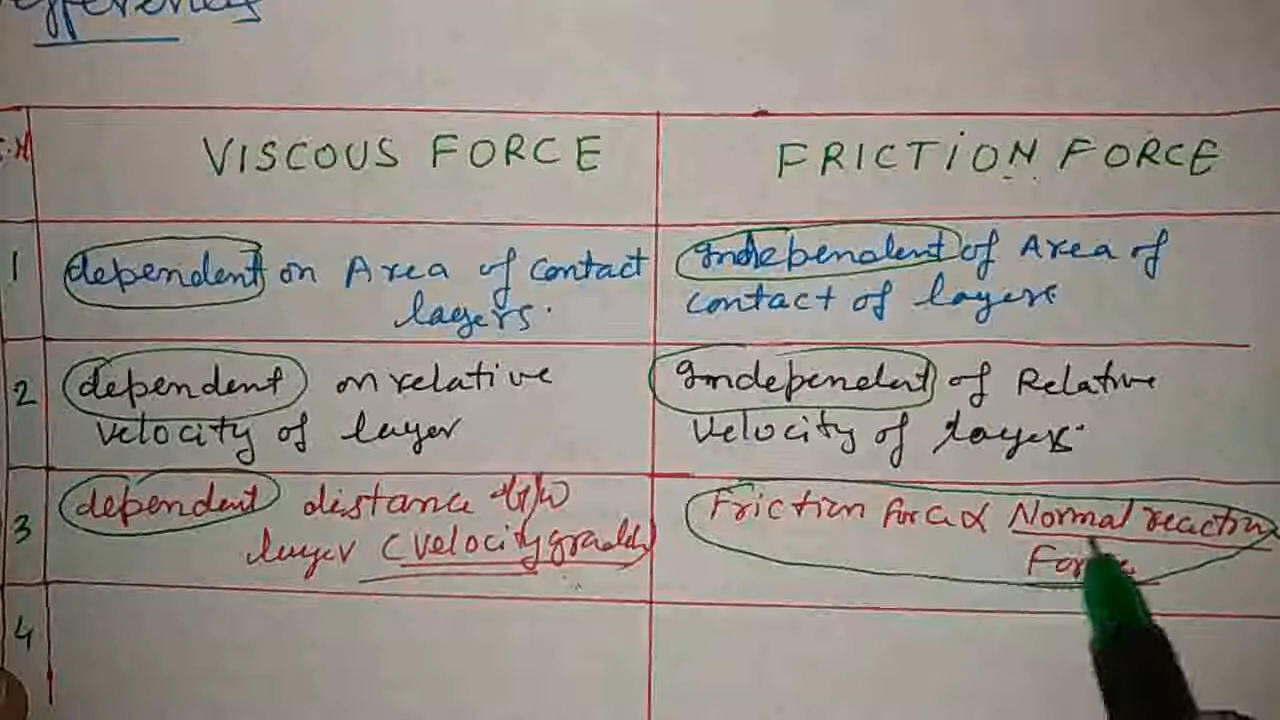 VISCOUS FORCE
FRICTION FORCE
1
dependent on Area of contact
layers.
Independent of Area of
contact of layers
2
dependent on relative
velocity of layer
Independent of Relative
velocity of layers.
3
dependent distance b/w
layer (velocity
Friction force ∝ Normal reaction
4